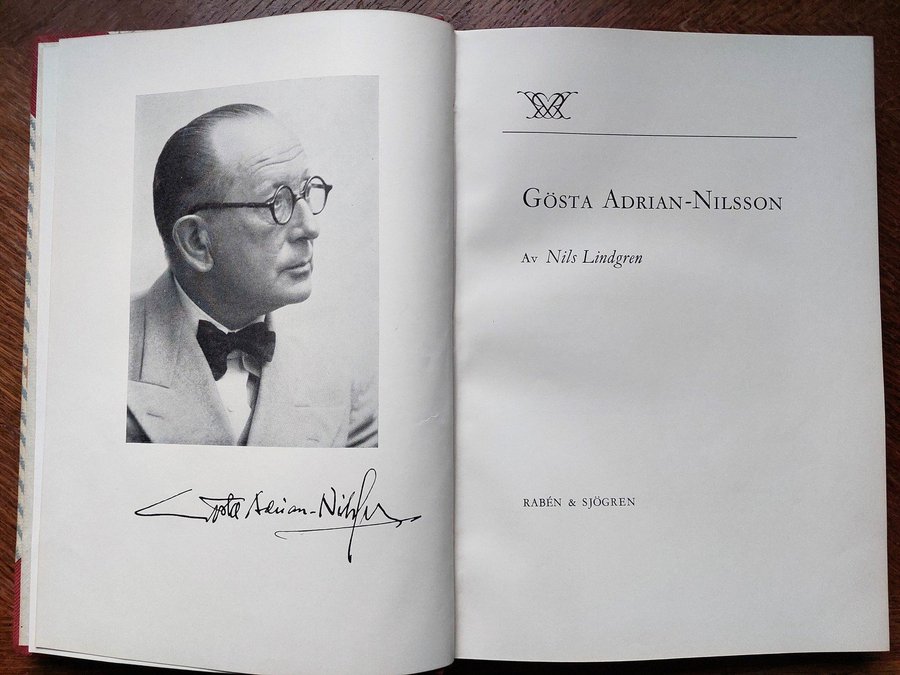 Gösta Adrian-Nilsson
GÖSTA ADRIAN-NILSSON
AV Nils Lindgren
RABÉN & SJÖGREN